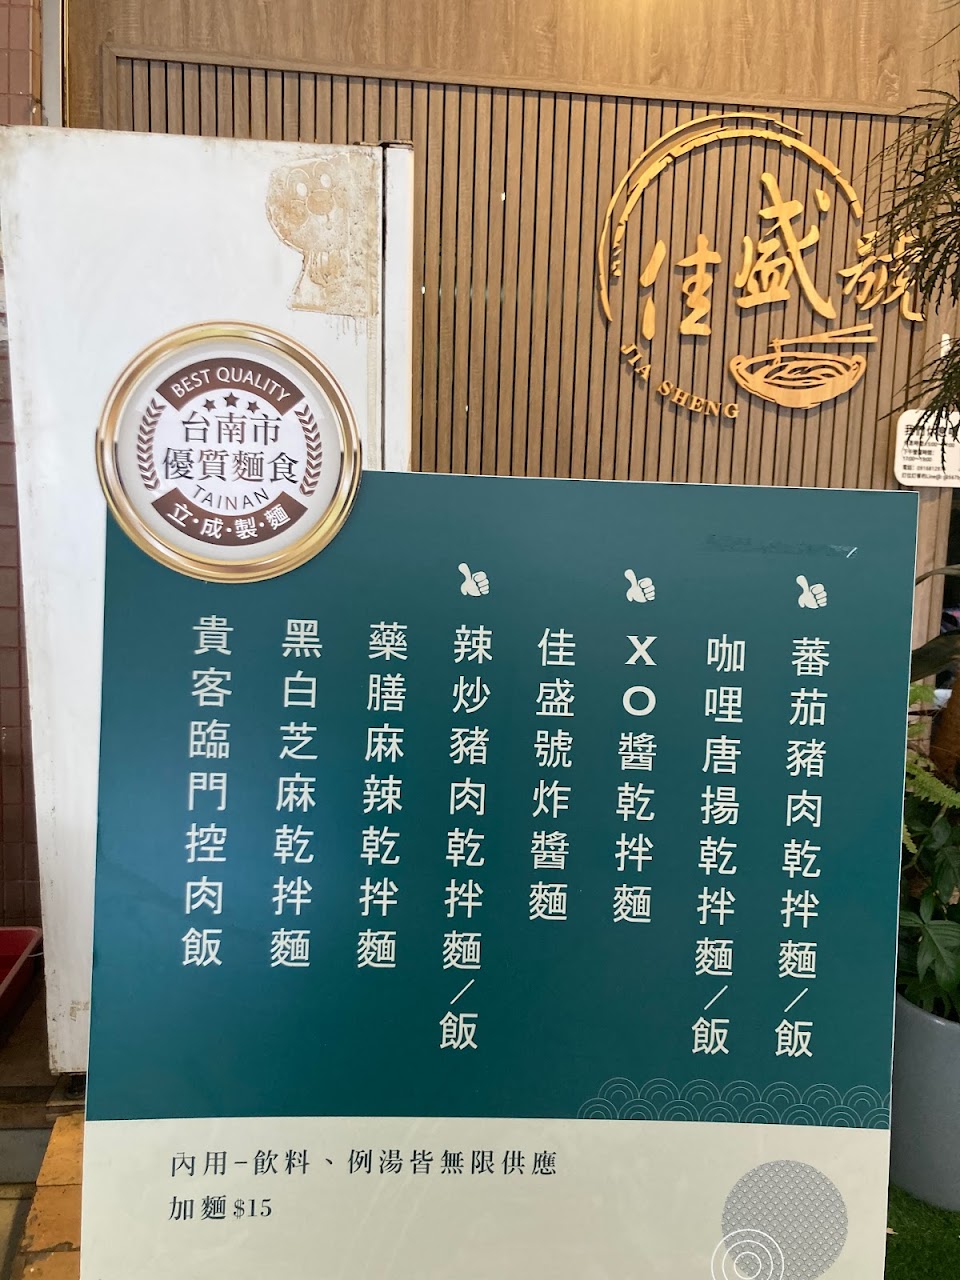 佳盛號
JIA SHENG
BEST QUALITY
台南市
優質麵食
TAINAN
立·成·製·麵
蕃茄豬肉乾拌麵/飯
咖哩唐揚乾拌麵/飯
XO醬乾拌麵
佳盛號炸醬麵
辣炒豬肉乾拌麵/飯
藥膳麻辣乾拌麵
黑白芝麻乾拌麵
貴客臨門控肉飯
內用-飲料、例湯皆無限供應
加麵$15